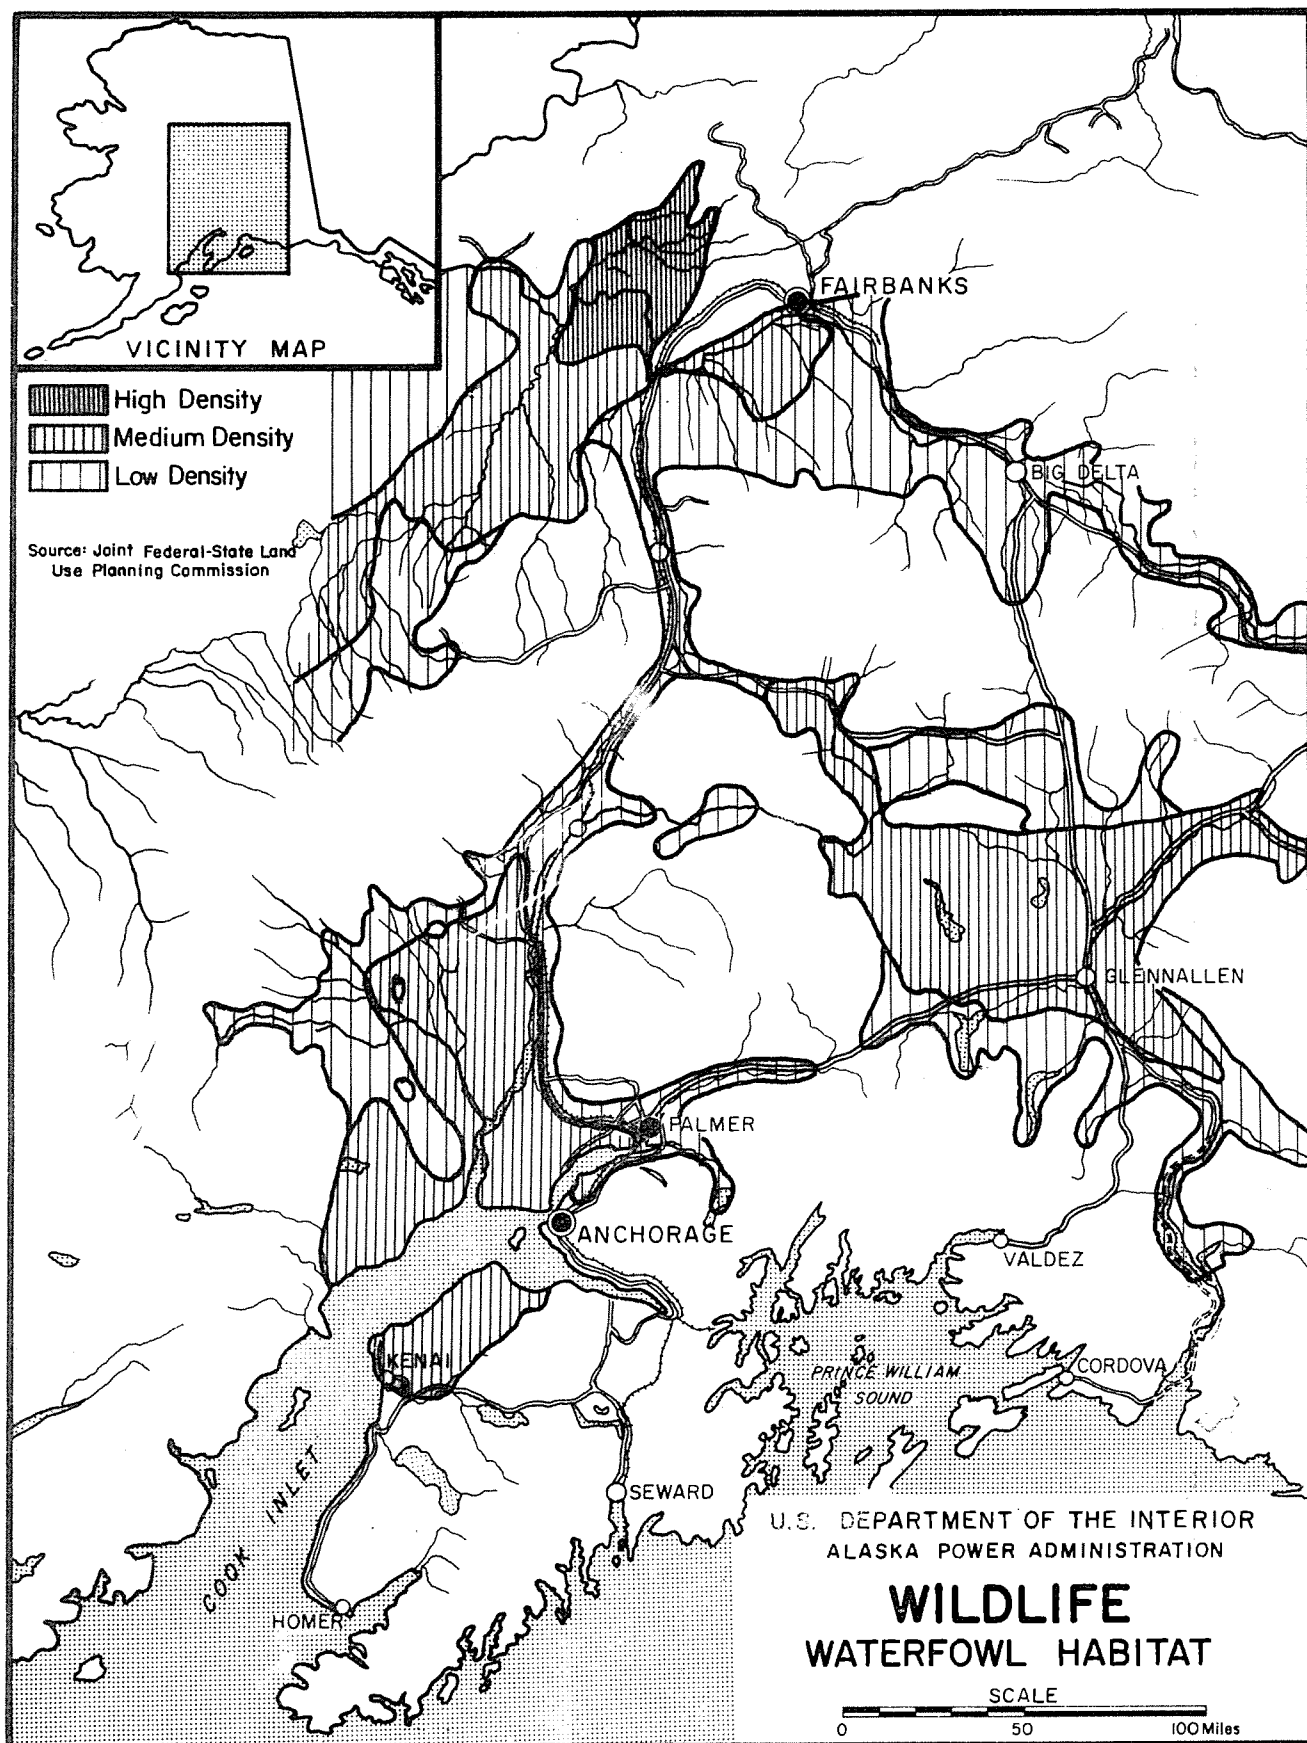 VICINITY MAP
High Density
Medium Density
Low Density
Source: Joint Federal-State Land
Use Planning Commission
FAIRBANKS
BIG DELTA
GLENNALLEN
PALMER
ANCHORAGE
VALDEZ
KENAI
CORDOVA
PRINCE WILLIAM
SOUND
COOK INLET
SEWARD
HOMER
U.S. DEPARTMENT OF THE INTERIOR
ALASKA POWER ADMINISTRATION
WILDLIFE
WATERFOWL HABITAT
SCALE
0 50 100 Miles